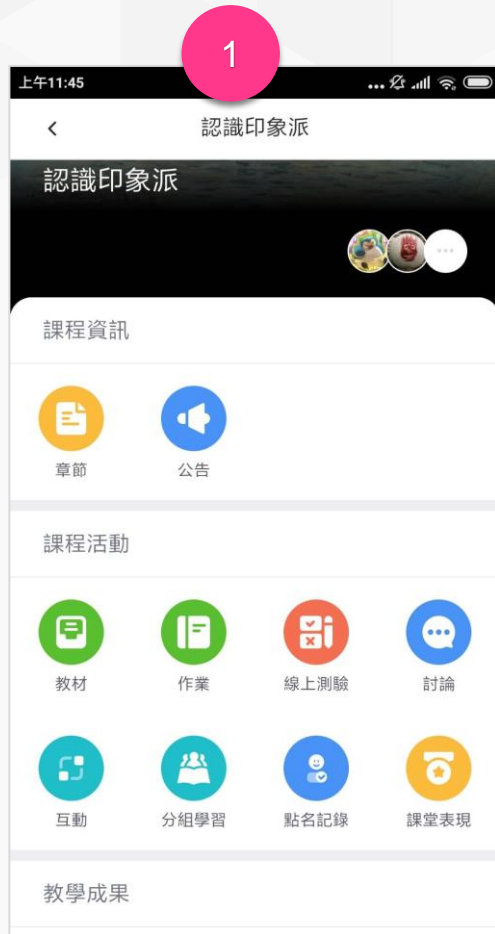 1
上午11:45
認識印象派
認識印象派
課程資訊
章節
公告
課程活動
教材
作業
線上測驗
討論
互動
分組學習
點名記錄
課堂表現
教學成果